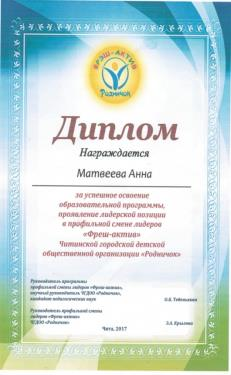 ФРЭШ-АКТИВ
Родничок
Диплом
Награждается
Матвеева Анна
за успешное освоение
образовательной программы,
проявление лидерской позиции
в профильной смене лидеров
«Фреш-актив»
Читинской городской детской
общественной организации «Родничок»
Руководитель программы
профильной смены лидеров «Фреш-актив»,
научный руководитель ЧГДОО «Родничок»,
кандидат педагогических наук
Руководитель профильной смены
лидеров «Фреш-актив»
ЧГДОО «Родничок»
Э.А. Крылова
Чита, 2017